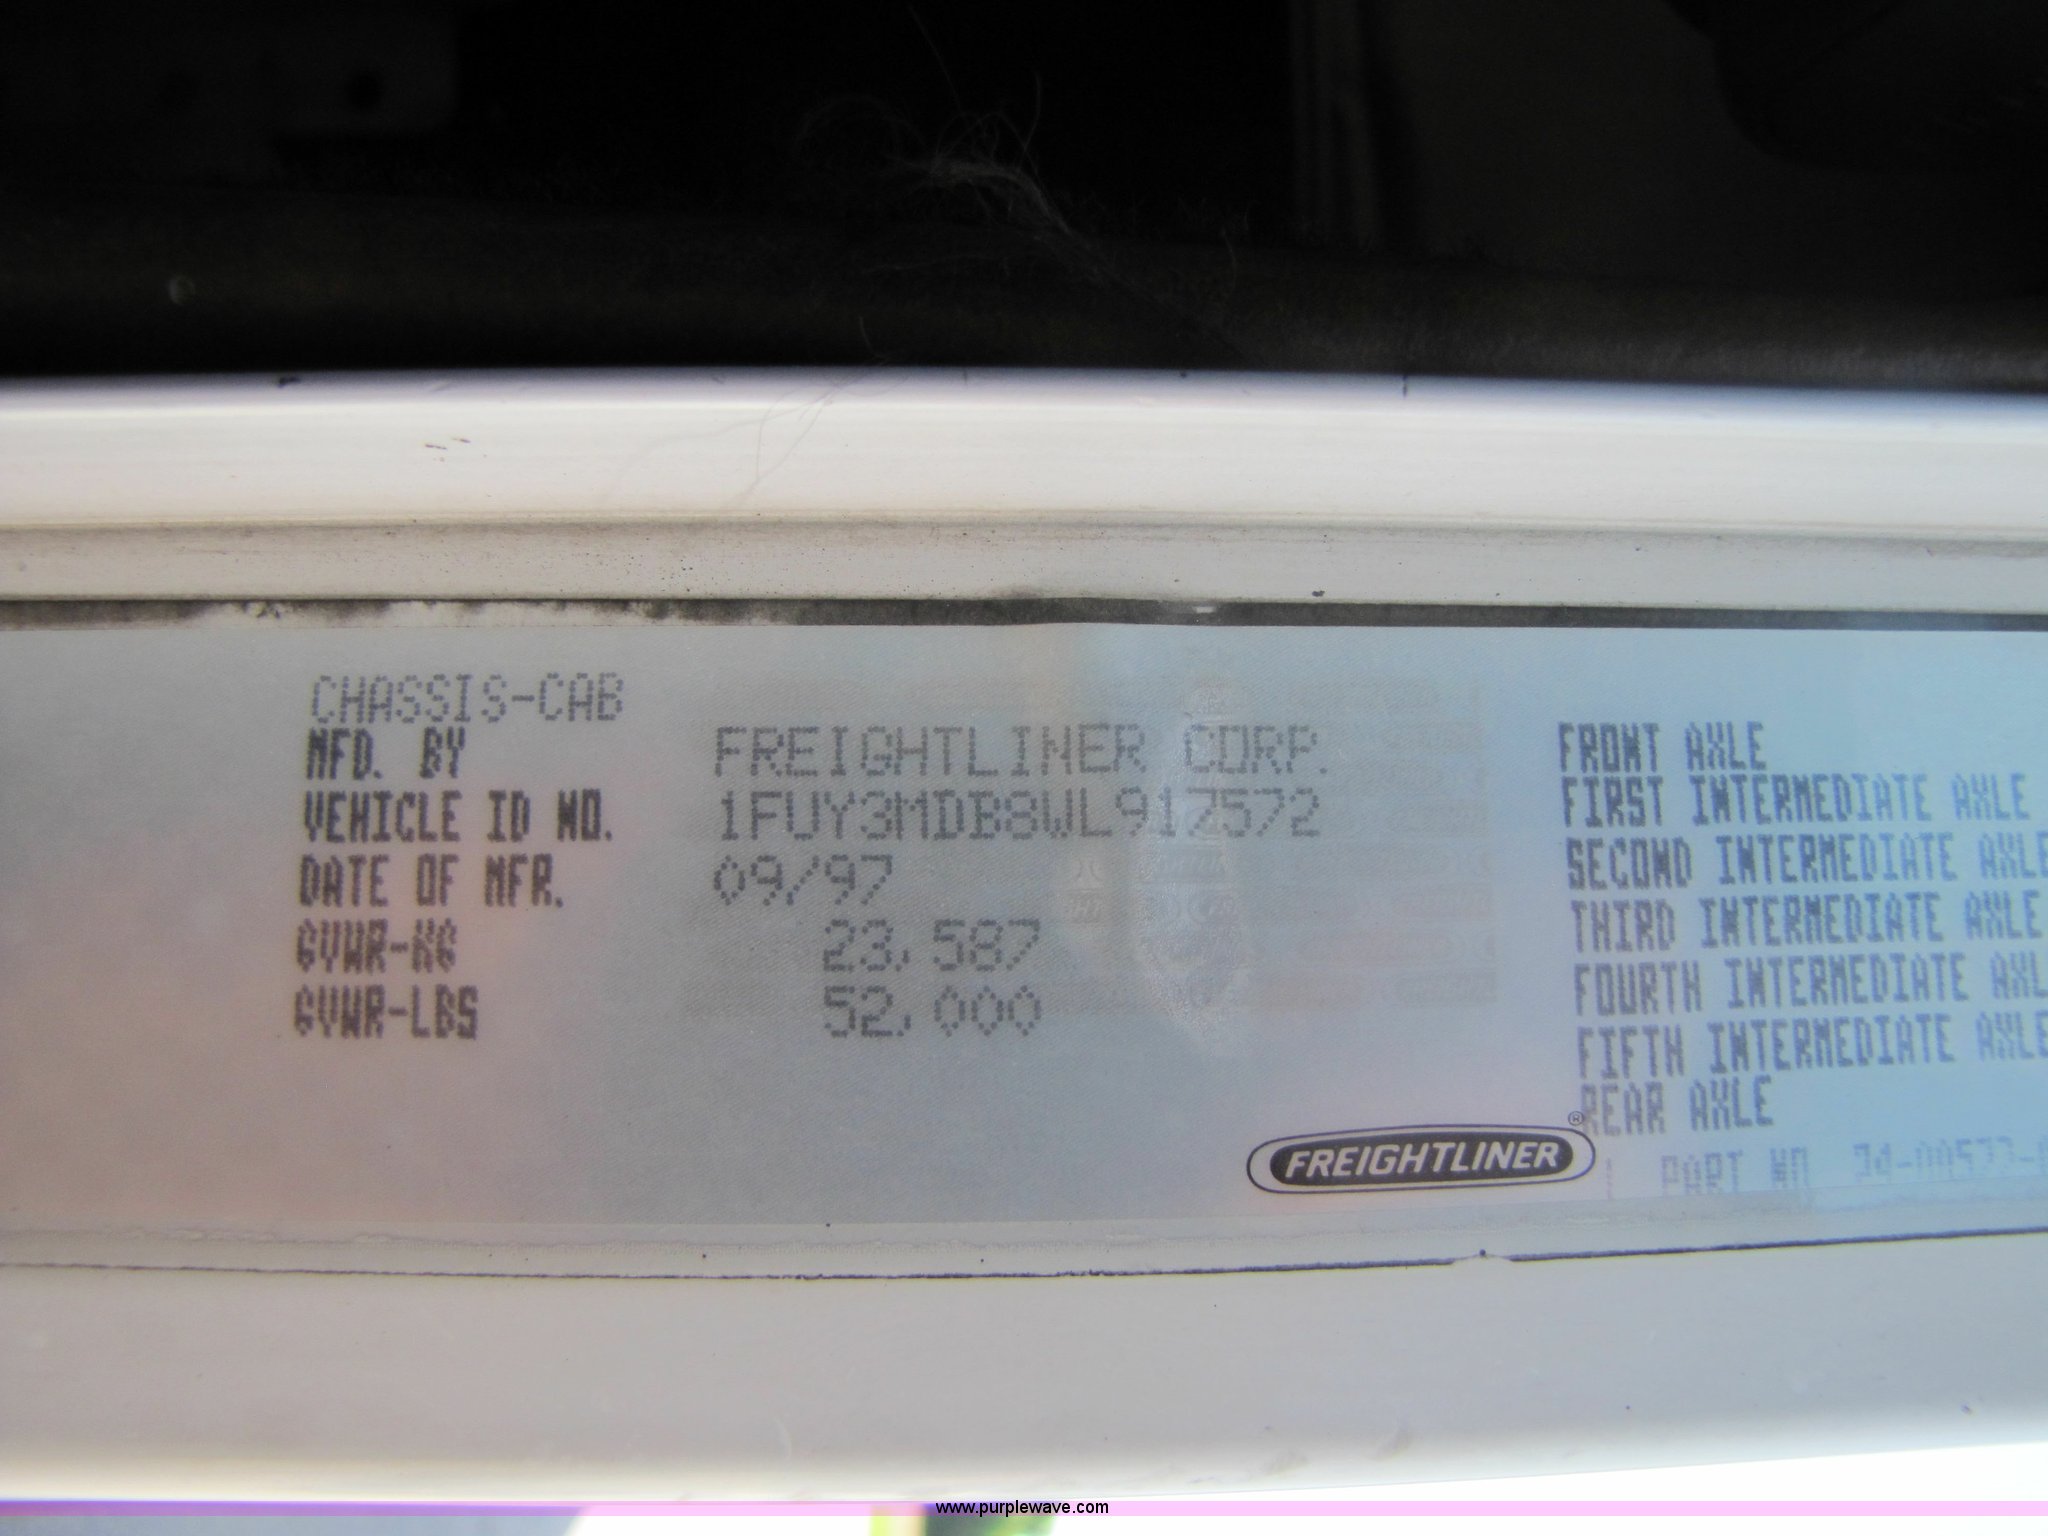 CHASSIS-CAB
MFD. BY FREIGHTLINER CORP.
VEHICLE ID NO. 1FUY3MDB8WL917572
DATE OF MFR. 09/97
GVWR-KG 23,587
GVWR-LBS 52,000
FRONT AXLE
FIRST INTERMEDIATE AXLE
SECOND INTERMEDIATE AXLE
THIRD INTERMEDIATE AXLE
FOURTH INTERMEDIATE AXL
FIFTH INTERMEDIATE AXLE
REAR AXLE
FREIGHTLINER®
PART NO
www.purplewave.com